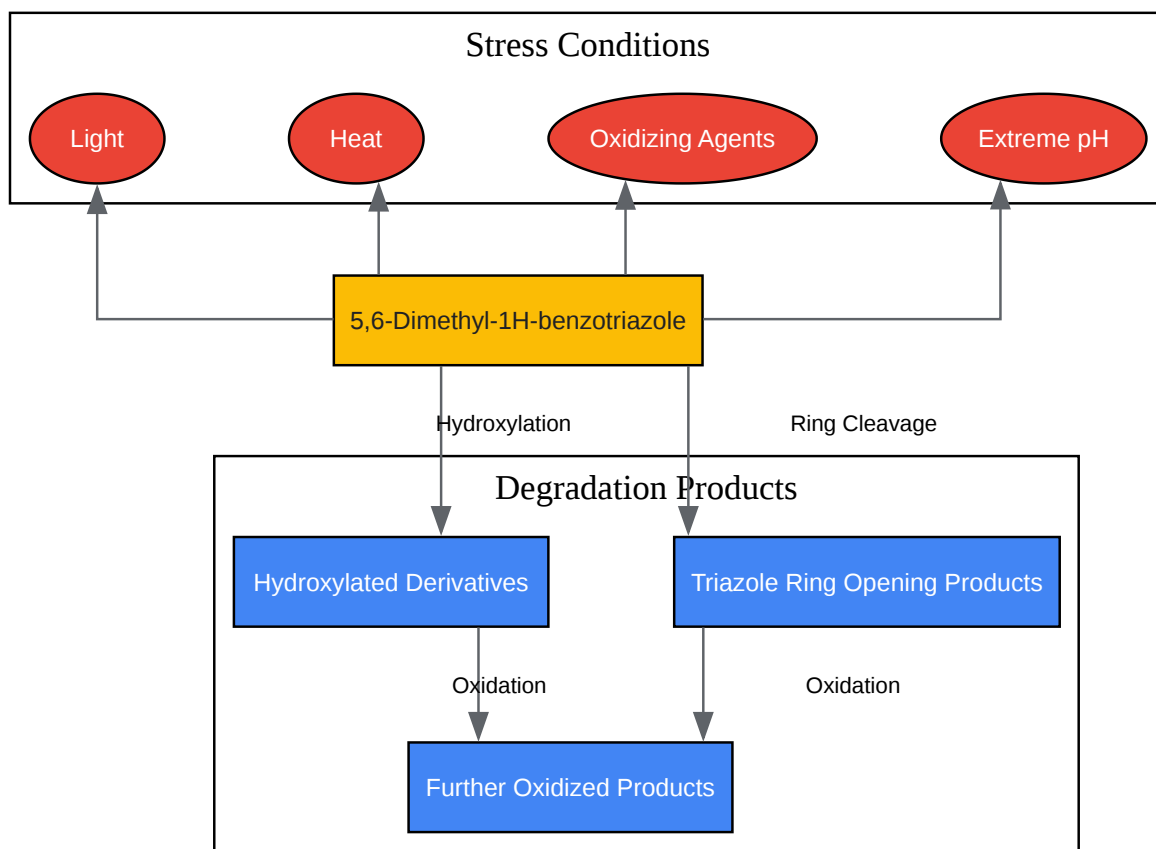 Stress Conditions
Light
Heat
Oxidizing Agents
Extreme pH
5,6-Dimethyl-1H-benzotriazole
Hydroxylation
Ring Cleavage
Degradation Products
Hydroxylated Derivatives
Triazole Ring Opening Products
Oxidation
Oxidation
Further Oxidized Products